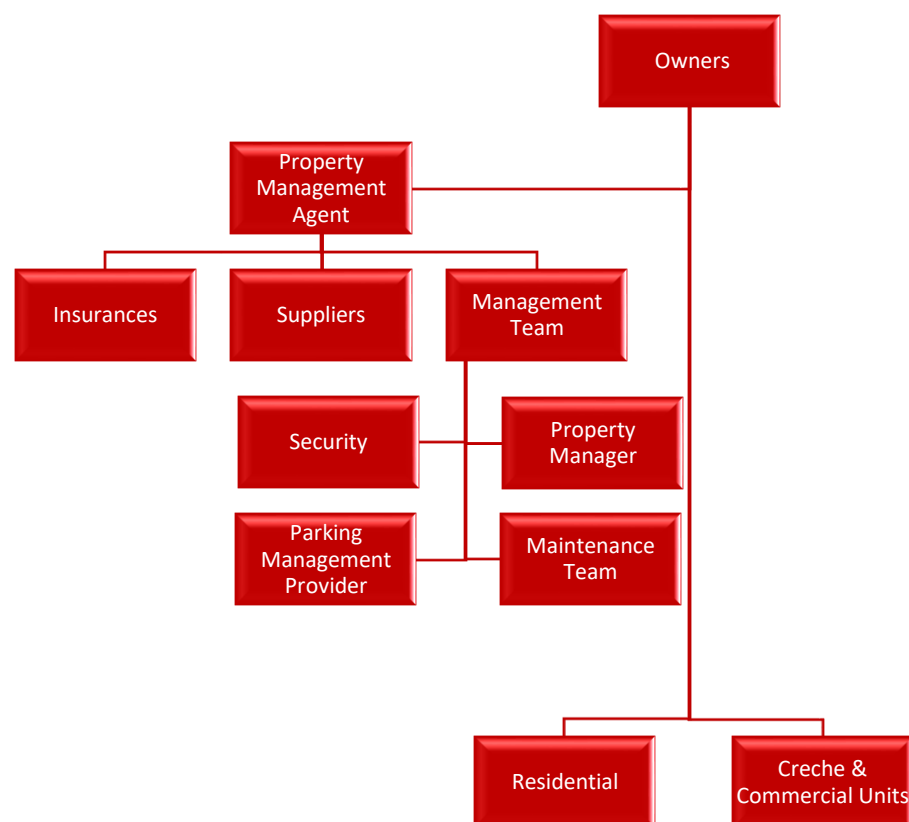 Owners
Property
Management
Agent
Insurances
Suppliers
Management
Team
Security
Property
Manager
Parking
Management
Provider
Maintenance
Team
Residential
Creche &
Commercial Units